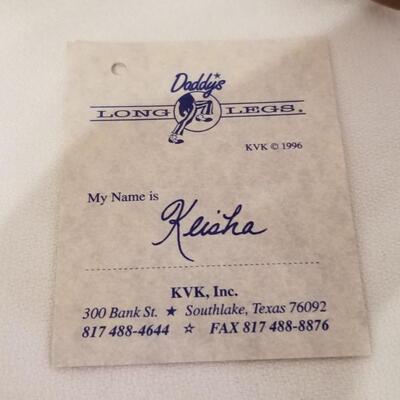 Daddy's
LONG LEGS.®
KVK © 1996
My Name is
Keisha
KVK, Inc.
300 Bank St. ★ Southlake, Texas 76092
817 488-4644 ☆ FAX 817 488-8876